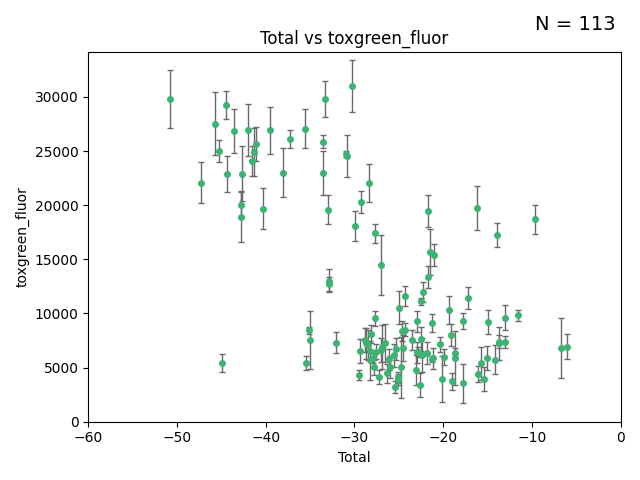 N = 113
Total vs toxgreen_fluor
toxgreen_fluor
30000
25000
20000
15000
10000
5000
0
−60 −50 −40 −30 −20 −10 0
Total